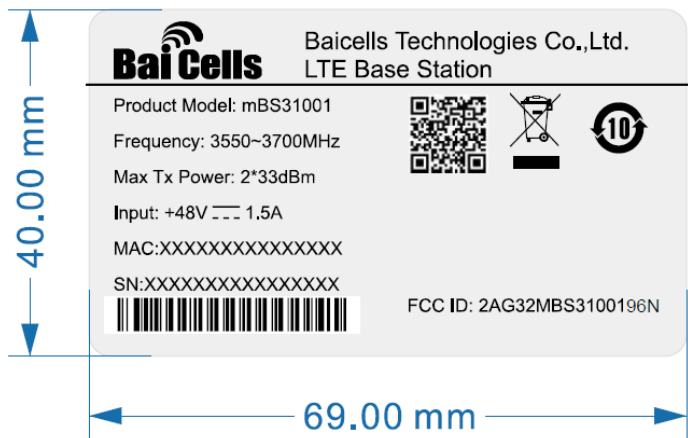 Bai Cells
Baicells Technologies Co.,Ltd.
LTE Base Station
Product Model: mBS31001
Frequency: 3550~3700MHz
Max Tx Power: 2*33dBm
Input: +48V ⎓ 1.5A
MAC:XXXXXXXXXXXXXXX
SN:XXXXXXXXXXXXXXXX
10
FCC ID: 2AG32MBS3100196N
40.00 mm
69.00 mm